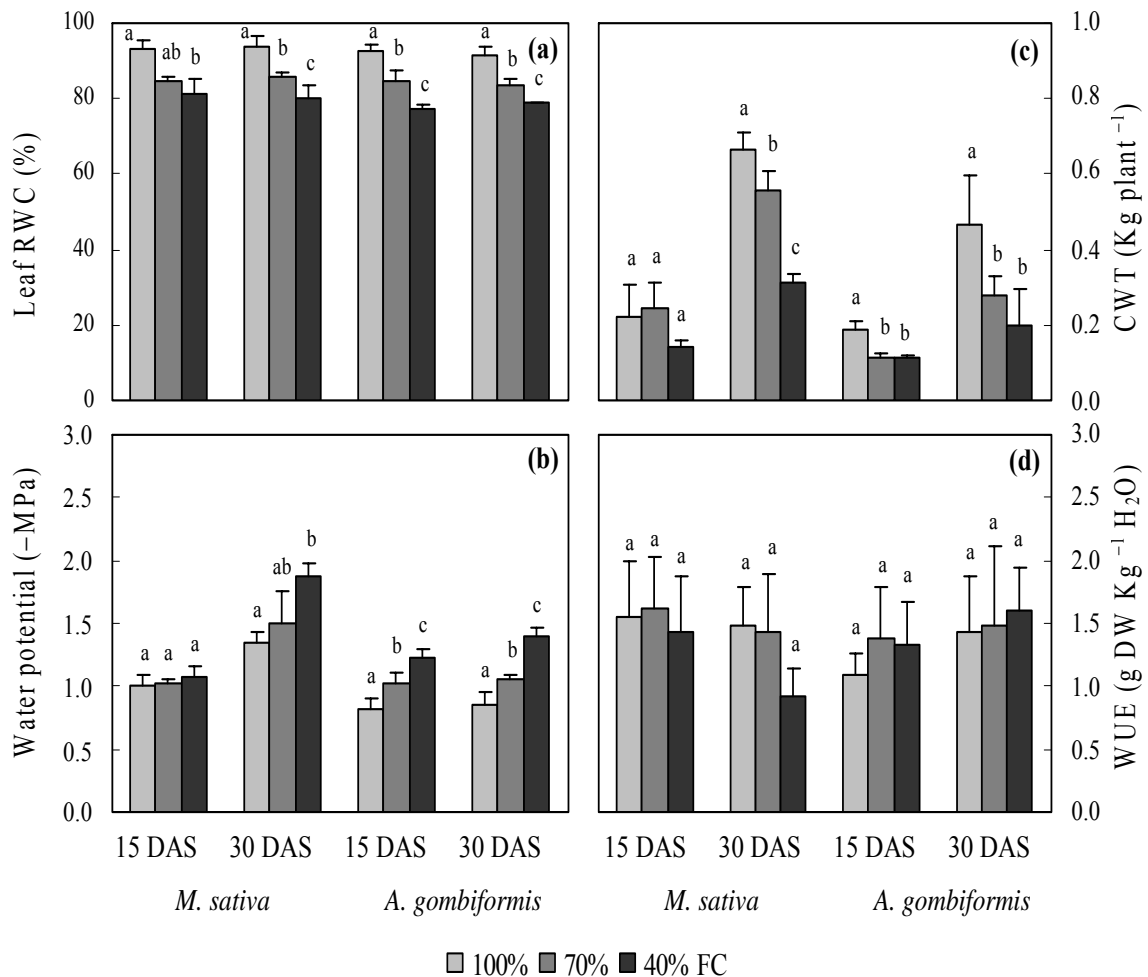 100
80
60
40
20
0
Leaf RWC (%)
(a)
a ab b
a b c
a b c
a b c
1.0
0.8
0.6
0.4
0.2
0.0
CWT (Kg plant −1)
(c)
a a a
a b c
a b b
a b b
3.0
2.5
2.0
1.5
1.0
0.5
0.0
Water potential (−MPa)
(b)
a a a
a ab b
a b c
a b c
3.0
2.5
2.0
1.5
1.0
0.5
0.0
WUE (g DW Kg −1 H2O)
(d)
a a a
a a a
a a a
a a a
15 DAS 30 DAS 15 DAS 30 DAS
M. sativa A. gombiformis
15 DAS 30 DAS 15 DAS 30 DAS
M. sativa A. gombiformis
100% 70% 40% FC